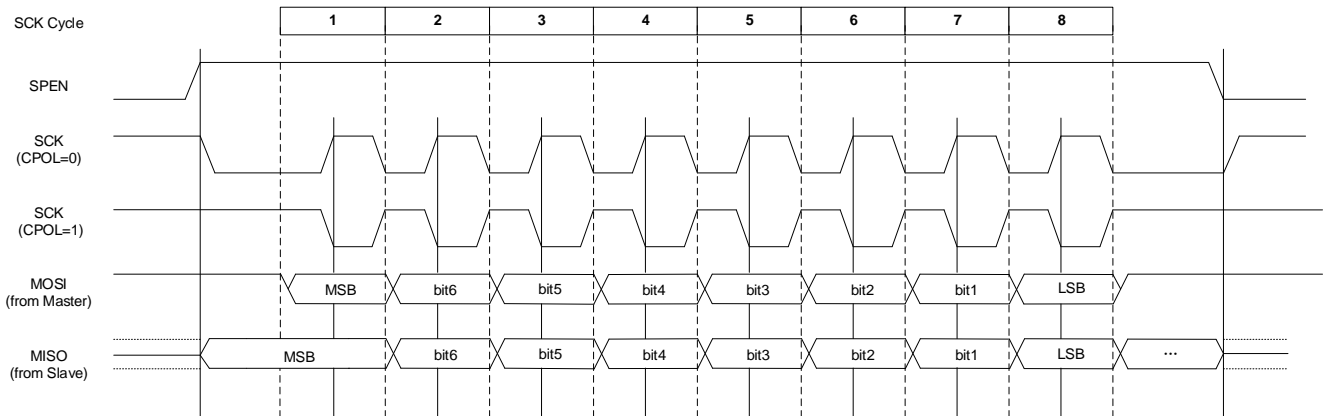 SCK Cycle 1 2 3 4 5 6 7 8
SPEN
SCK
(CPOL=0)
SCK
(CPOL=1)
MOSI
(from Master)
MSB bit6 bit5 bit4 bit3 bit2 bit1 LSB
MISO
(from Slave)
MSB bit6 bit5 bit4 bit3 bit2 bit1 LSB ...